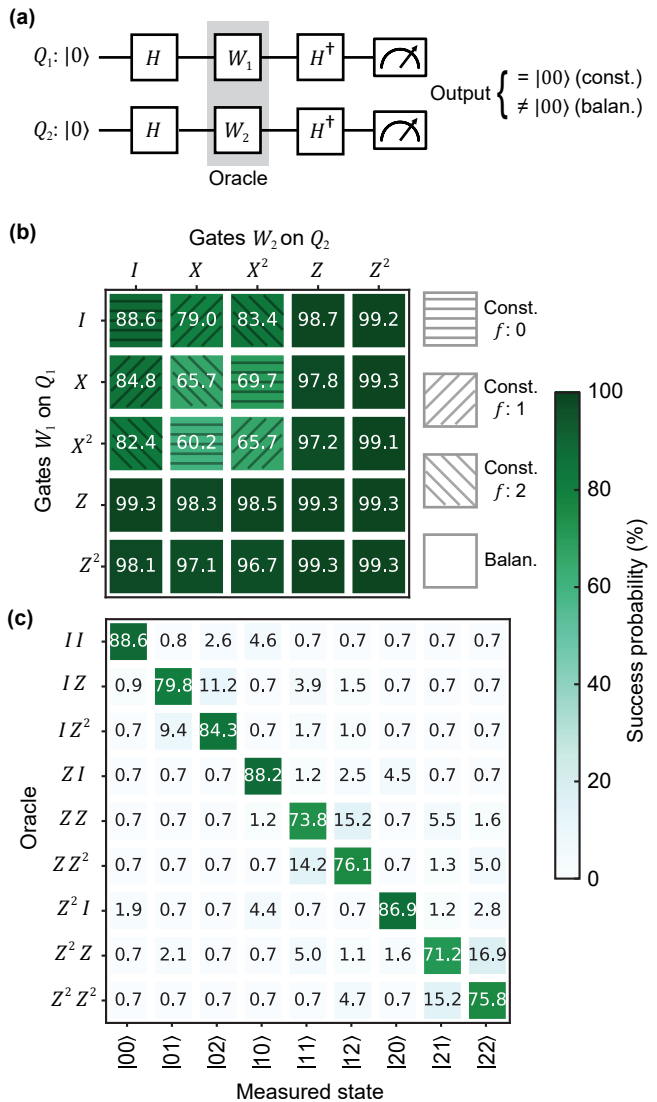 (a)
Q₁: |0⟩ H W₁ H† Output { = |00⟩ (const.)
Q₂: |0⟩ H W₂ H† ≠ |00⟩ (balan.)
Oracle
(b)
Gates W₂ on Q₂
I X X² Z Z²
Gates W₁ on Q₁
I 88.6 79.0 83.4 98.7 99.2
X 84.8 65.7 69.7 97.8 99.3
X² 82.4 60.2 65.7 97.2 99.1
Z 99.3 98.3 98.5 99.3 99.3
Z² 98.1 97.1 96.7 99.3 99.3
Const.
f: 0
Const.
f: 1
Const.
f: 2
Balan.
100
80
60
40
20
0
Success probability (%)
(c)
Oracle
I I 88.6 0.8 2.6 4.6 0.7 0.7 0.7 0.7 0.7
I Z 0.9 79.8 11.2 0.7 3.9 1.5 0.7 0.7 0.7
I Z² 0.7 9.4 84.3 0.7 1.7 1.0 0.7 0.7 0.7
Z I 0.7 0.7 0.7 88.2 1.2 2.5 4.5 0.7 0.7
Z Z 0.7 0.7 0.7 1.2 73.8 15.2 0.7 5.5 1.6
Z Z² 0.7 0.7 0.7 0.7 14.2 76.1 0.7 1.3 5.0
Z² I 1.9 0.7 0.7 4.4 0.7 0.7 86.9 1.2 2.8
Z² Z 0.7 2.1 0.7 0.7 5.0 1.1 1.6 71.2 16.9
Z² Z² 0.7 0.7 0.7 0.7 0.7 4.7 0.7 15.2 75.8
|00⟩ |01⟩ |02⟩ |10⟩ |11⟩ |12⟩ |20⟩ |21⟩ |22⟩
Measured state